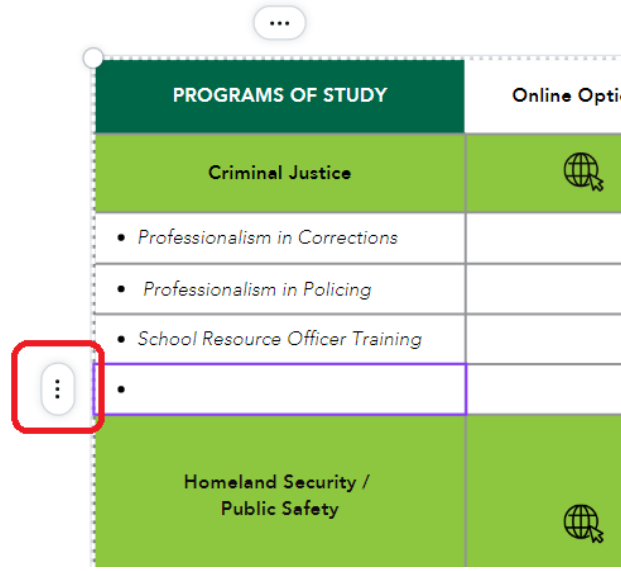 PROGRAMS OF STUDY
Online Opti
Criminal Justice
• Professionalism in Corrections
• Professionalism in Policing
• School Resource Officer Training
•
Homeland Security /
Public Safety